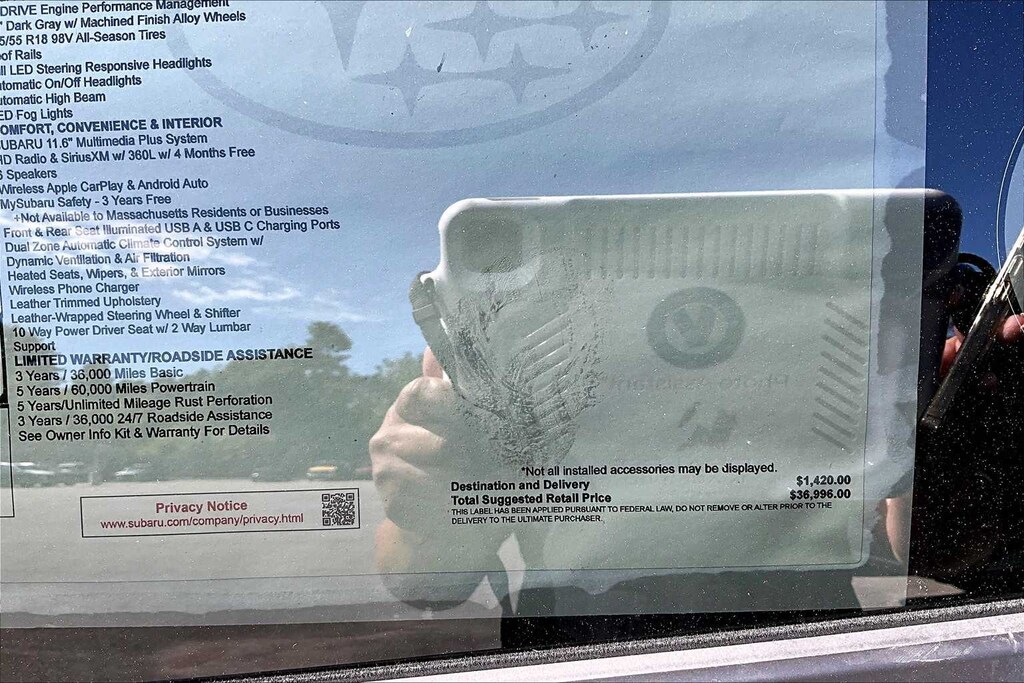 DRIVE Engine Performance Management
" Dark Gray w/ Machined Finish Alloy Wheels
5/55 R18 98V All-Season Tires
of Rails
ll LED Steering Responsive Headlights
utomatic On/Off Headlights
utomatic High Beam
ED Fog Lights
OMFORT, CONVENIENCE & INTERIOR
UBARU 11.6" Multimedia Plus System
HD Radio & SiriusXM w/ 360L w/ 4 Months Free
6 Speakers
Wireless Apple CarPlay & Android Auto
MySubaru Safety - 3 Years Free
+Not Available to Massachusetts Residents or Businesses
Front & Rear Seat Illuminated USB A & USB C Charging Ports
Dual Zone Automatic Climate Control System w/
Dynamic Ventilation & Air Filtration
Heated Seats, Wipers, & Exterior Mirrors
Wireless Phone Charger
Leather Trimmed Upholstery
Leather-Wrapped Steering Wheel & Shifter
10 Way Power Driver Seat w/ 2 Way Lumbar
Support
LIMITED WARRANTY/ROADSIDE ASSISTANCE
3 Years / 36,000 Miles Basic
5 Years / 60,000 Miles Powertrain
5 Years/Unlimited Mileage Rust Perforation
3 Years / 36,000 24/7 Roadside Assistance
See Owner Info Kit & Warranty For Details
Privacy Notice
www.subaru.com/company/privacy.html
*Not all installed accessories may be displayed.
Destination and Delivery $1,420.00
Total Suggested Retail Price $36,996.00
THIS LABEL HAS BEEN APPLIED PURSUANT TO FEDERAL LAW, DO NOT REMOVE OR ALTER PRIOR TO THE
DELIVERY TO THE ULTIMATE PURCHASER.